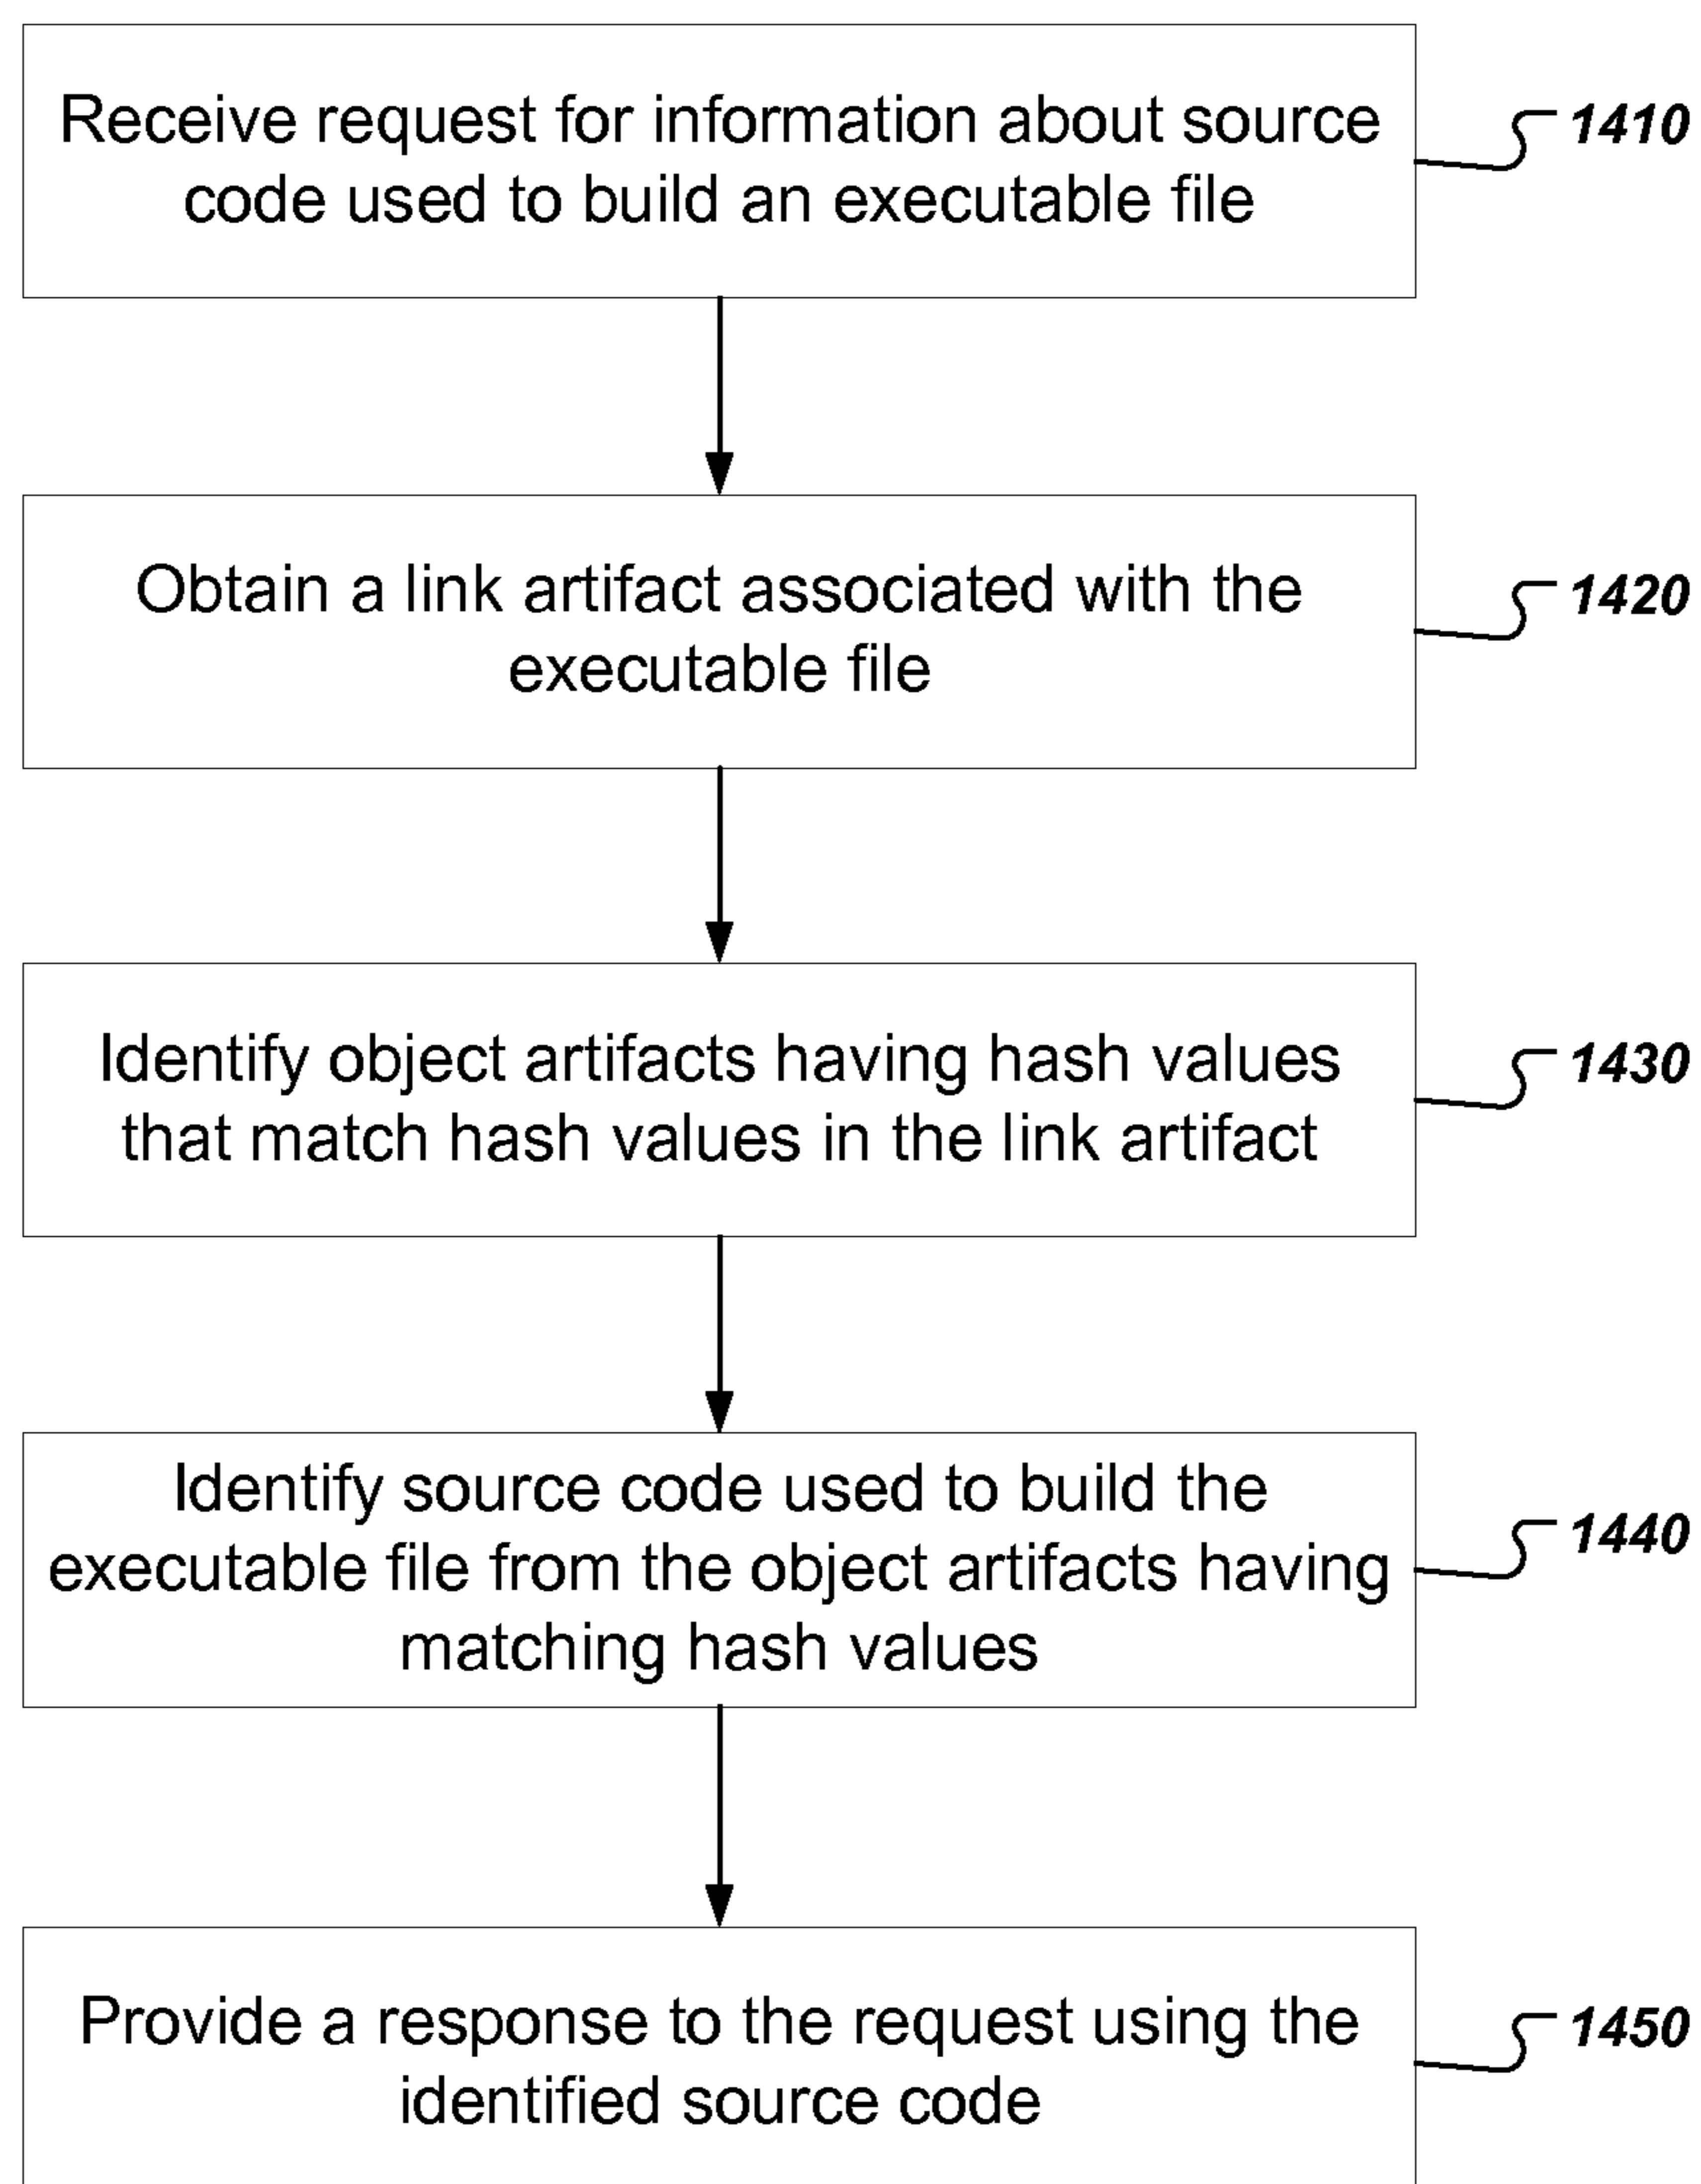 Receive request for information about source
code used to build an executable file
1410
Obtain a link artifact associated with the
executable file
1420
Identify object artifacts having hash values
that match hash values in the link artifact
1430
Identify source code used to build the
executable file from the object artifacts having
matching hash values
1440
Provide a response to the request using the
identified source code
1450